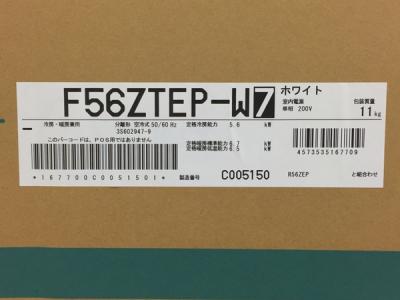 F56ZTEP-W7
ホワイト
冷房・暖房兼用
分離形 空冷式 50/60 Hz
3S602947-9
定格冷房能力 5.6 kW
室内電源
単相 200V
包装質量
11kg
このバーコードは、POS用ではありません
定格暖房標準能力 6.7 kW
定格暖房低温能力 6.5 kW
4573535167709
*167700C0051501*
製造番号 C005150
R56ZEP と組合わせ